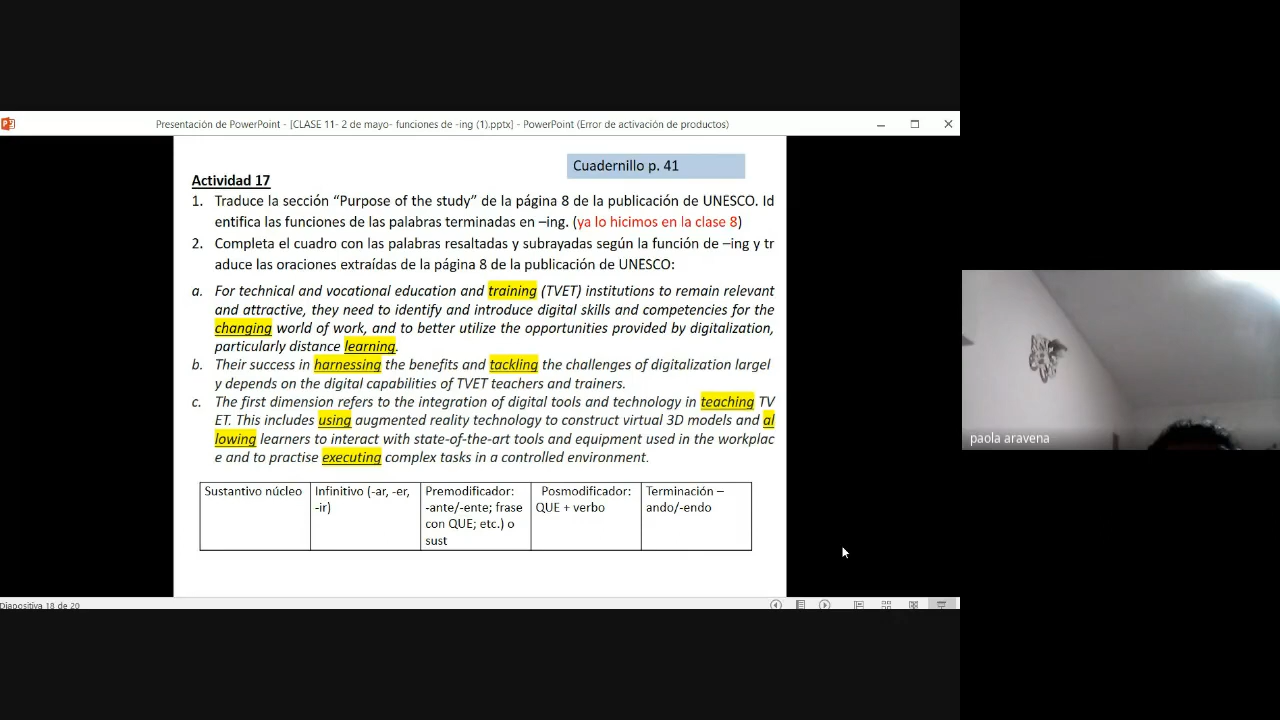 Presentación de PowerPoint - [CLASE 11- 2 de mayo- funciones de -ing (1).pptx] - PowerPoint (Error de activación de productos)
Cuadernillo p. 41
Actividad 17
1. Traduce la sección “Purpose of the study” de la página 8 de la publicación de UNESCO. Id
entifica las funciones de las palabras terminadas en –ing. (ya lo hicimos en la clase 8)
2. Completa el cuadro con las palabras resaltadas y subrayadas según la función de –ing y tr
aduce las oraciones extraídas de la página 8 de la publicación de UNESCO:
a. For technical and vocational education and training (TVET) institutions to remain relevant
and attractive, they need to identify and introduce digital skills and competencies for the
changing world of work, and to better utilize the opportunities provided by digitalization,
particularly distance learning.
b. Their success in harnessing the benefits and tackling the challenges of digitalization largel
y depends on the digital capabilities of TVET teachers and trainers.
c. The first dimension refers to the integration of digital tools and technology in teaching TV
ET. This includes using augmented reality technology to construct virtual 3D models and al
lowing learners to interact with state-of-the-art tools and equipment used in the workplac
e and to practise executing complex tasks in a controlled environment.
Sustantivo núcleo
Infinitivo (-ar, -er,
-ir)
Premodificador:
-ante/-ente; frase
con QUE; etc.) o
sust
Posmodificador:
QUE + verbo
Terminación –
ando/-endo
Diapositiva 18 de 20
paola aravena